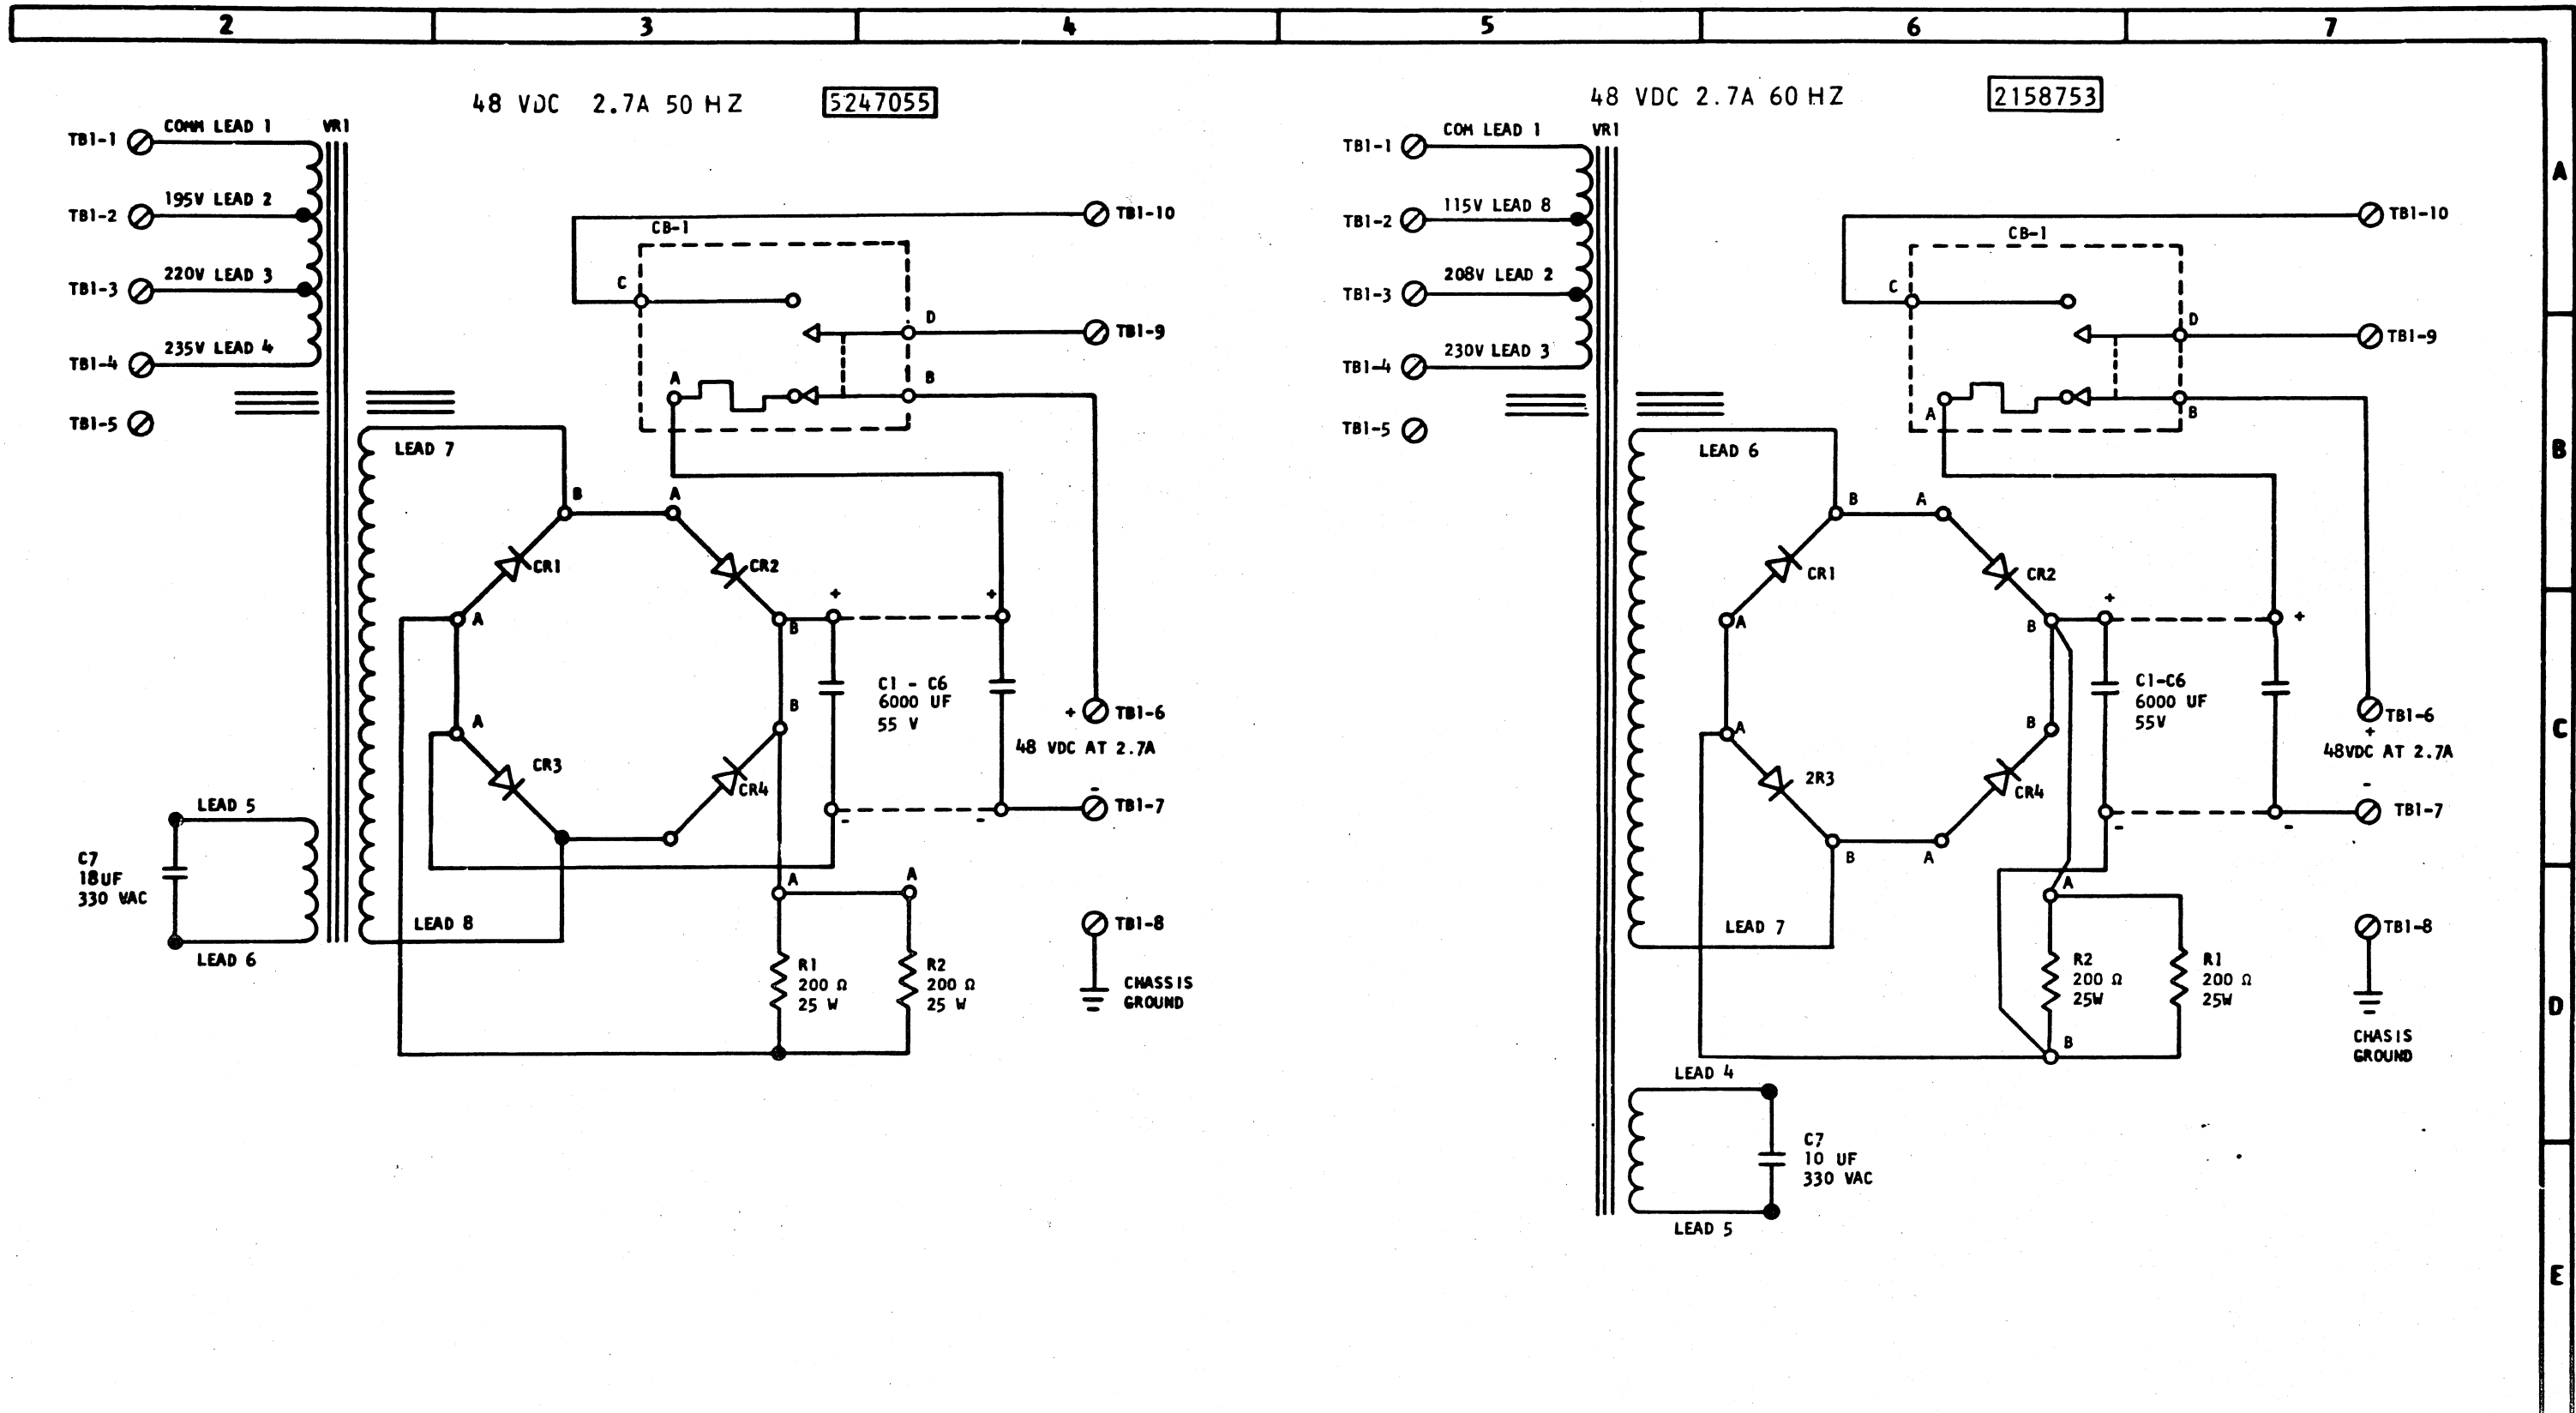 2 3 4 5 6 7
A
B
C
D
E
48 VDC 2.7A 50 HZ 5247055
COMM LEAD 1
VR1
TB1-1
195V LEAD 2
TB1-2
220V LEAD 3
TB1-3
235V LEAD 4
TB1-4
TB1-5
TB1-10
CB-1
C
D
TB1-9
A
B
LEAD 7
B
A
CR1
CR2
A
B
+
+
C1 - C6
6000 UF
55 V
A
B
+ TB1-6
48 VDC AT 2.7A
-
TB1-7
CR3
CR4
-
-
LEAD 5
C7
18UF
330 VAC
LEAD 6
LEAD 8
A
A
R1
200 Ω
25 W
R2
200 Ω
25 W
TB1-8
CHASSIS
GROUND
48 VDC 2.7A 60 HZ 2158753
COM LEAD 1
VR1
TB1-1
115V LEAD 8
TB1-2
208V LEAD 2
TB1-3
230V LEAD 3
TB1-4
TB1-5
TB1-10
CB-1
C
D
TB1-9
A
B
LEAD 6
B
A
CR1
CR2
A
B
+
+
C1-C6
6000 UF
55V
A
B
TB1-6
+
48VDC AT 2.7A
-
TB1-7
2R3
CR4
-
-
B
A
LEAD 7
A
R2
200 Ω
25W
R1
200 Ω
25W
B
TB1-8
CHASIS
GROUND
LEAD 4
C7
10 UF
330 VAC
LEAD 5